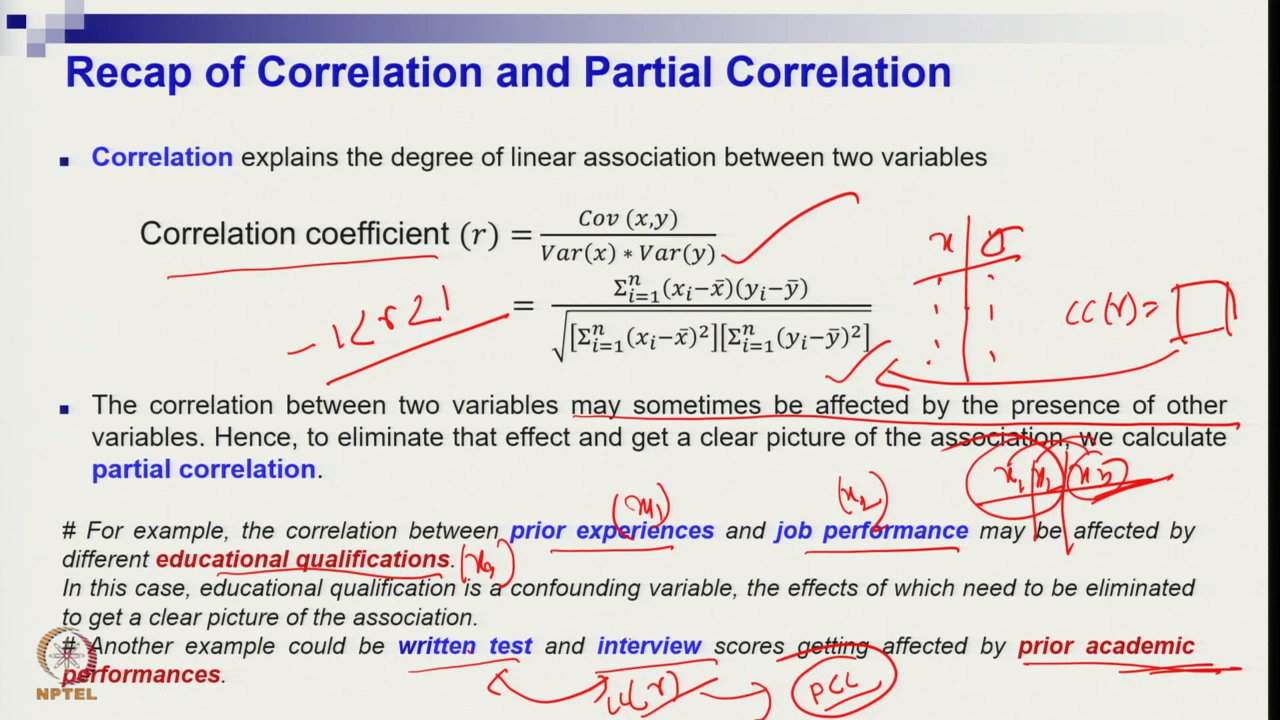 Recap of Correlation and Partial Correlation
Correlation explains the degree of linear association between two variables
Correlation coefficient (r) = Cov (x,y) / Var(x) ∗ Var(y)
= Σⁿᵢ₌₁(xᵢ−x̄)(yᵢ−ȳ) / √[Σⁿᵢ₌₁(xᵢ−x̄)²][Σⁿᵢ₌₁(yᵢ−ȳ)²]
-1<r<1
x | y
CC(r) =
The correlation between two variables may sometimes be affected by the presence of other
variables. Hence, to eliminate that effect and get a clear picture of the association, we calculate
partial correlation.
(x₁)
(x₂)
# For example, the correlation between prior experiences and job performance may be affected by
different educational qualifications. (x₃)
In this case, educational qualification is a confounding variable, the effects of which need to be eliminated
to get a clear picture of the association.
# Another example could be written test and interview scores getting affected by prior academic
performances.
CC(r)
PCC
NPTEL